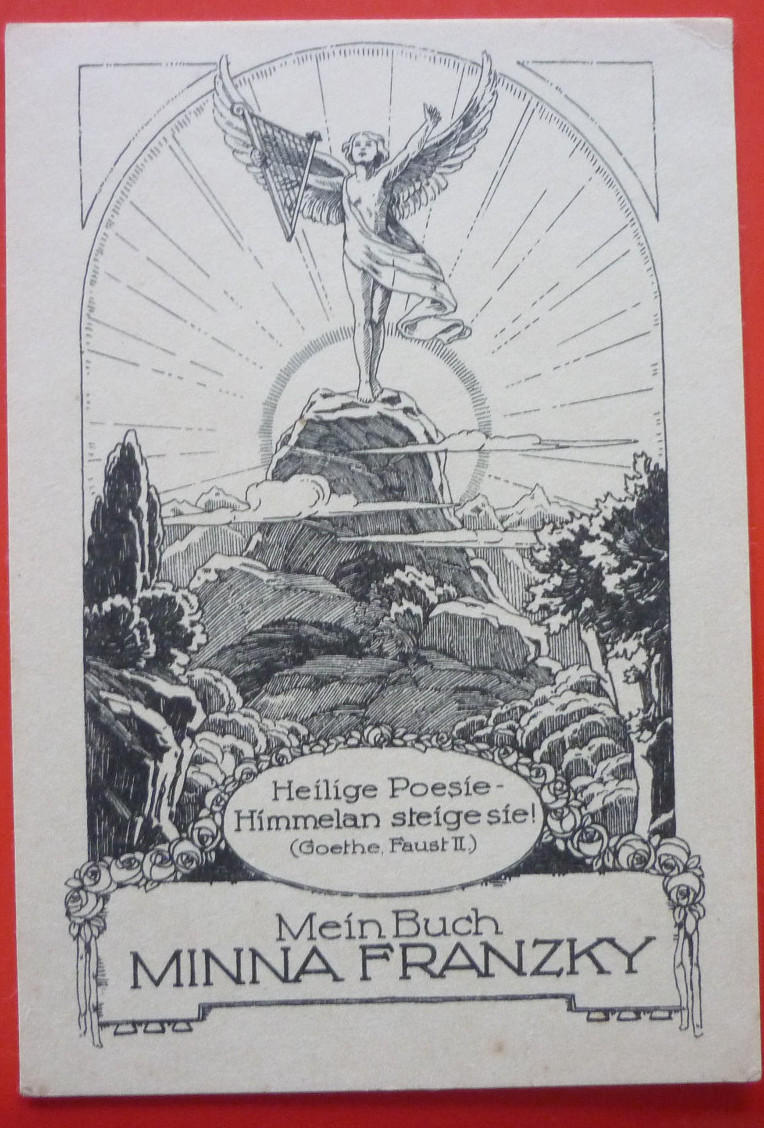 Heilige Poesie-
Himmelan steige sie!
(Goethe, Faust II.)
Mein Buch
MINNA FRANZKY